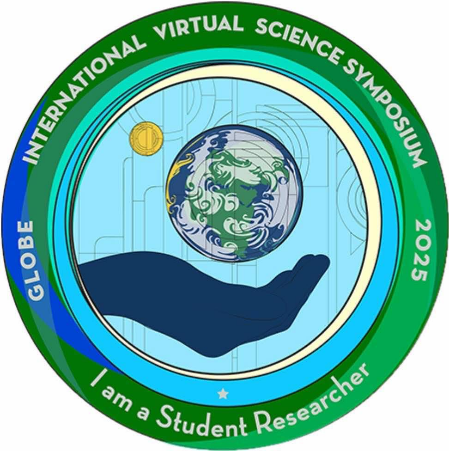 GLOBE INTERNATIONAL VIRTUAL SCIENCE SYMPOSIUM 2025
I am a Student Researcher